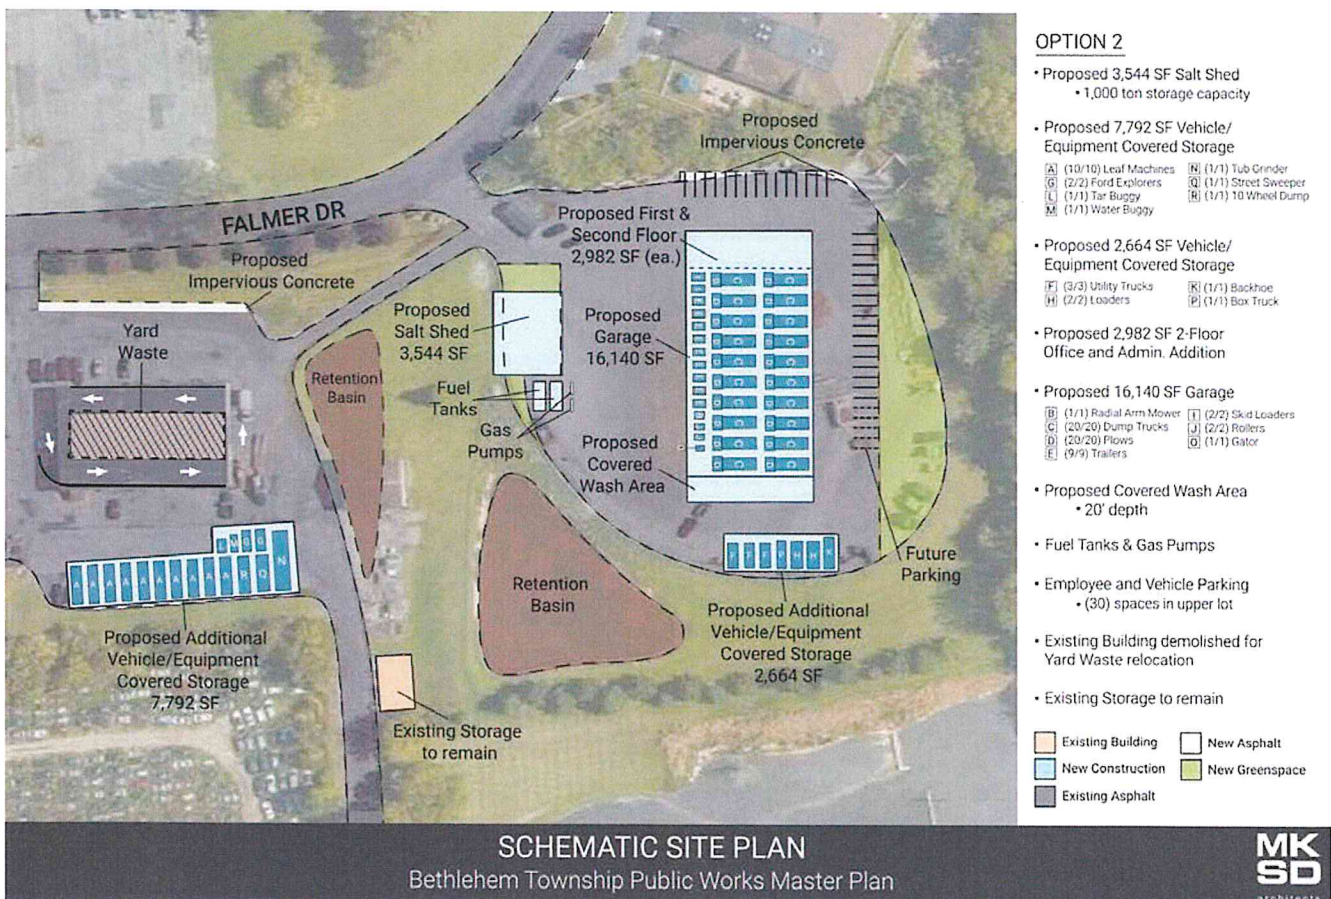 Proposed
Impervious Concrete
FALMER DR
Proposed
Impervious Concrete
Proposed First &
Second Floor
2,982 SF (ea.)
Proposed
Salt Shed
3,544 SF
Proposed
Garage
16,140 SF
Yard
Waste
Retention
Basin
Fuel
Tanks
Gas
Pumps
Proposed
Covered
Wash Area
Retention
Basin
Future
Parking
A A A A A A A A A A R Q N
L M G G
F F F P H H K
Proposed Additional
Vehicle/Equipment
Covered Storage
7,792 SF
Proposed Additional
Vehicle/Equipment
Covered Storage
2,664 SF
Existing Storage
to remain
OPTION 2
• Proposed 3,544 SF Salt Shed
• 1,000 ton storage capacity
• Proposed 7,792 SF Vehicle/
Equipment Covered Storage
A (10/10) Leaf Machines N (1/1) Tub Grinder
G (2/2) Ford Explorers Q (1/1) Street Sweeper
L (1/1) Tar Buggy R (1/1) 10 Wheel Dump
M (1/1) Water Buggy
• Proposed 2,664 SF Vehicle/
Equipment Covered Storage
F (3/3) Utility Trucks K (1/1) Backhoe
H (2/2) Loaders P (1/1) Box Truck
• Proposed 2,982 SF 2-Floor
Office and Admin. Addition
• Proposed 16,140 SF Garage
B (1/1) Radial Arm Mower I (2/2) Skid Loaders
C (20/20) Dump Trucks J (2/2) Rollers
D (20/20) Plows O (1/1) Gator
E (9/9) Trailers
• Proposed Covered Wash Area
• 20' depth
• Fuel Tanks & Gas Pumps
• Employee and Vehicle Parking
• (30) spaces in upper lot
• Existing Building demolished for
Yard Waste relocation
• Existing Storage to remain
Existing Building
New Asphalt
New Construction
New Greenspace
Existing Asphalt
SCHEMATIC SITE PLAN
Bethlehem Township Public Works Master Plan
MK
SD
architects